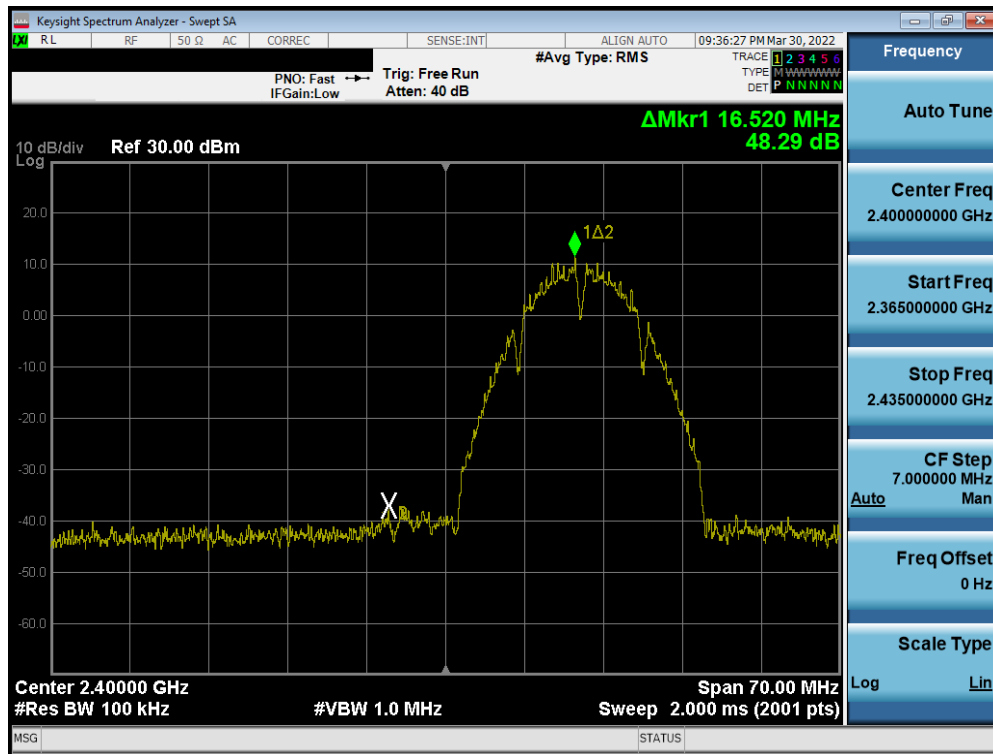 Keysight Spectrum Analyzer - Swept SA
LXI RL RF 50 Ω AC CORREC SENSE:INT ALIGN AUTO 09:36:27 PM Mar 30, 2022
PNO: Fast Trig: Free Run #Avg Type: RMS TRACE 1 2 3 4 5 6
IFGain:Low Atten: 40 dB TYPE M WWWWW
DET P N N N N N
ΔMkr1 16.520 MHz
48.29 dB
10 dB/div Ref 30.00 dBm
Log
20.0
10.0
0.00
-10.0
-20.0
-30.0
-40.0
-50.0
-60.0
1Δ2
X
Center 2.40000 GHz Span 70.00 MHz
#Res BW 100 kHz #VBW 1.0 MHz Sweep 2.000 ms (2001 pts)
MSG STATUS
Frequency
Auto Tune
Center Freq
2.400000000 GHz
Start Freq
2.365000000 GHz
Stop Freq
2.435000000 GHz
CF Step
7.000000 MHz
Auto Man
Freq Offset
0 Hz
Scale Type
Log Lin